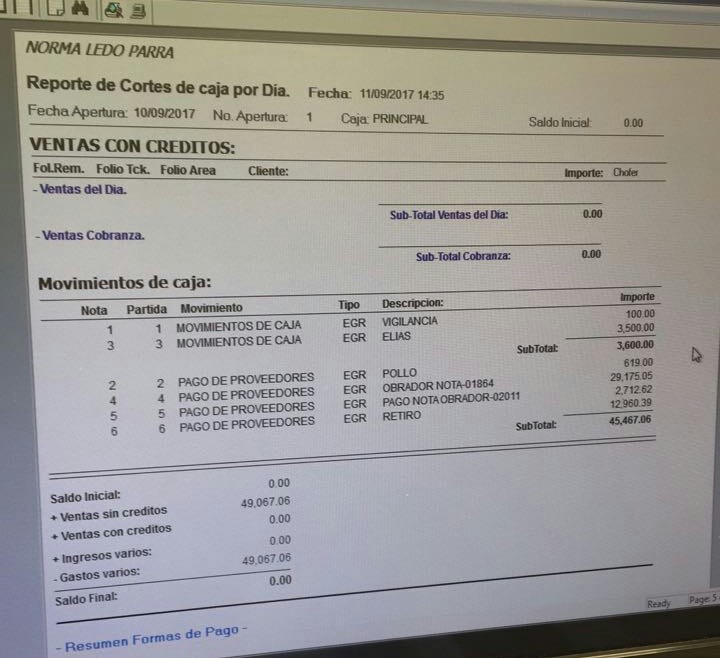 NORMA LEDO PARRA
Reporte de Cortes de caja por Dia. Fecha: 11/09/2017 14:35
Fecha Apertura: 10/09/2017 No. Apertura: 1 Caja: PRINCIPAL Saldo Inicial: 0.00
VENTAS CON CREDITOS:
Fol.Rem. Folio Tck. Folio Area Cliente: Importe: Chofer
- Ventas del Dia.
Sub-Total Ventas del Dia: 0.00
- Ventas Cobranza.
Sub-Total Cobranza: 0.00
Movimientos de caja:
Nota Partida Movimiento Tipo Descripcion: Importe
1 1 MOVIMIENTOS DE CAJA EGR VIGILANCIA 100.00
3 3 MOVIMIENTOS DE CAJA EGR ELIAS 3,500.00
SubTotal: 3,600.00
2 2 PAGO DE PROVEEDORES EGR POLLO 619.00
4 4 PAGO DE PROVEEDORES EGR OBRADOR NOTA-01864 29,175.05
5 5 PAGO DE PROVEEDORES EGR PAGO NOTA OBRADOR-02011 2,712.62
6 6 PAGO DE PROVEEDORES EGR RETIRO 12,960.39
SubTotal: 45,467.06
Saldo Inicial: 0.00
+ Ventas sin creditos 49,067.06
+ Ventas con creditos 0.00
+ Ingresos varios: 0.00
- Gastos varios: 49,067.06
Saldo Final: 0.00
- Resumen Formas de Pago -
Ready Page: 5